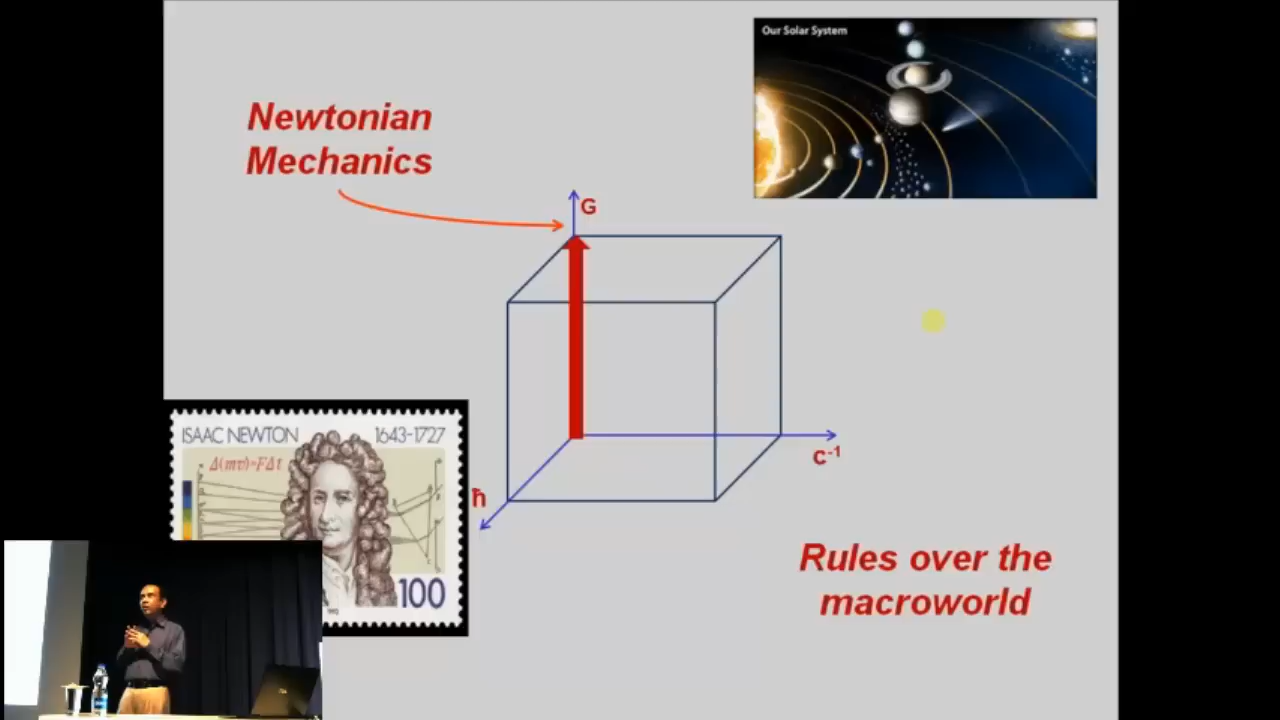 Our Solar System
Newtonian
Mechanics
G
ISAAC NEWTON 1643-1727
Δ(mv)=FΔt
c⁻¹
ħ
100
Rules over the
macroworld